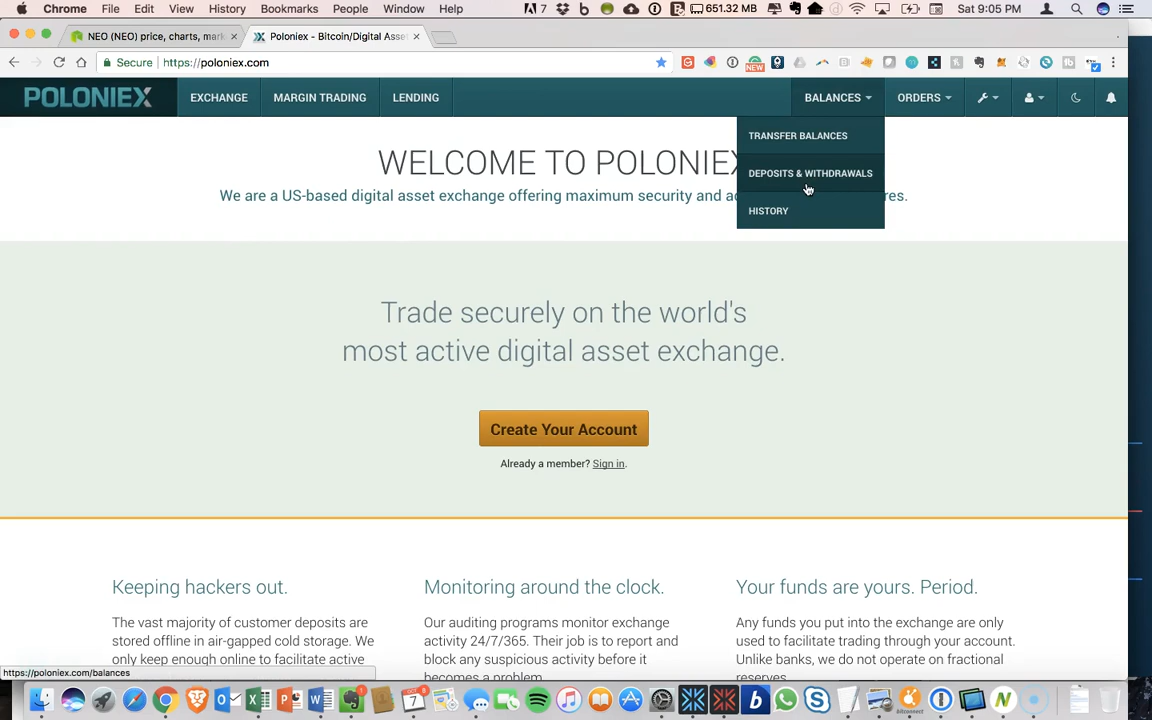 Chrome File Edit View History Bookmarks People Window Help 7 651.32 MB Sat 9:05 PM
NEO (NEO) price, charts, mark × Poloniex - Bitcoin/Digital Asse ×
Secure https://poloniex.com NEW
POLONIEX EXCHANGE MARGIN TRADING LENDING BALANCES ORDERS
TRANSFER BALANCES
DEPOSITS & WITHDRAWALS
HISTORY
WELCOME TO POLONIEX
We are a US-based digital asset exchange offering maximum security and a res.
Trade securely on the world's
most active digital asset exchange.
Create Your Account
Already a member? Sign in.
Keeping hackers out.
The vast majority of customer deposits are
stored offline in air-gapped cold storage. We
only keep enough online to facilitate active
Monitoring around the clock.
Our auditing programs monitor exchange
activity 24/7/365. Their job is to report and
block any suspicious activity before it
becomes a problem.
Your funds are yours. Period.
Any funds you put into the exchange are only
used to facilitate trading through your account.
Unlike banks, we do not operate on fractional
reserves.
https://poloniex.com/balances